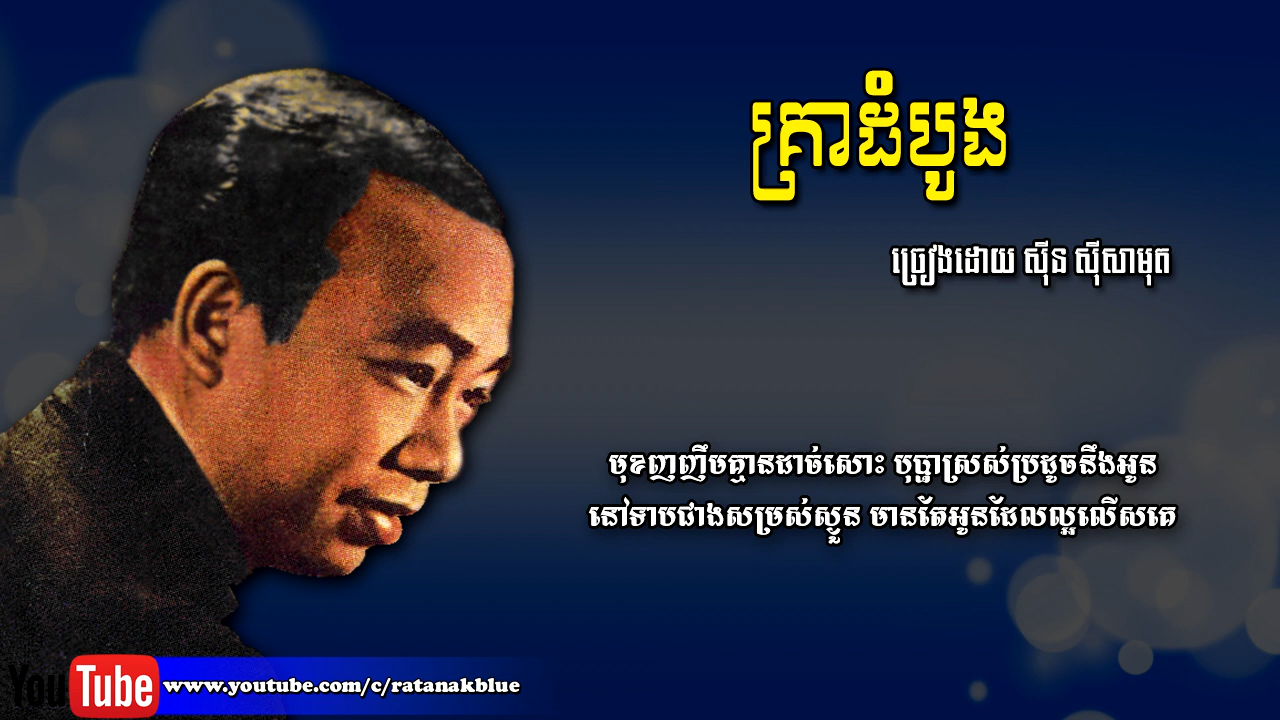 គ្រាដំបូង
ច្រៀងដោយ ស៊ីន ស៊ីសាមុត
មុខញញឹមគ្មានដាច់សោះ បុប្ផាស្រស់ប្រដូចនឹងអូន
នៅទាបជាងសម្រស់ស្ងួន មានតែអូនដែលល្អលើសគេ
YouTube www.youtube.com/c/ratanakblue